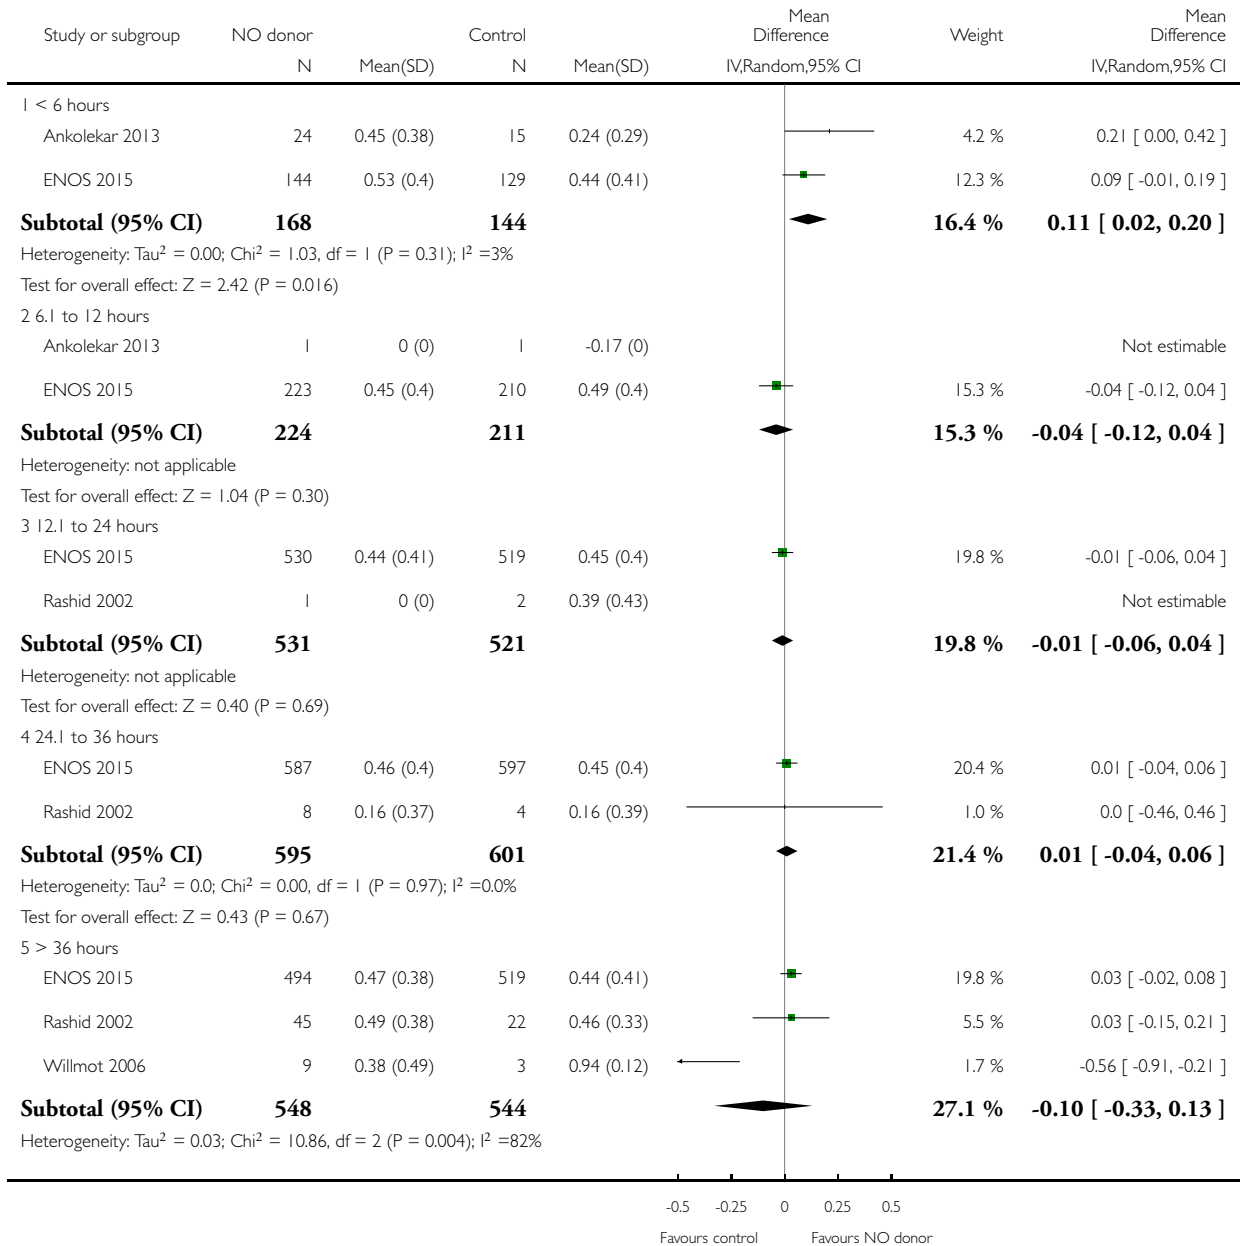 Mean Mean
Study or subgroup NO donor Control Difference Weight Difference
N Mean(SD) N Mean(SD) IV,Random,95% CI IV,Random,95% CI
1 < 6 hours
Ankolekar 2013 24 0.45 (0.38) 15 0.24 (0.29) 4.2 % 0.21 [ 0.00, 0.42 ]
ENOS 2015 144 0.53 (0.4) 129 0.44 (0.41) 12.3 % 0.09 [ -0.01, 0.19 ]
Subtotal (95% CI) 168 144 16.4 % 0.11 [ 0.02, 0.20 ]
Heterogeneity: Tau² = 0.00; Chi² = 1.03, df = 1 (P = 0.31); I² =3%
Test for overall effect: Z = 2.42 (P = 0.016)
2 6.1 to 12 hours
Ankolekar 2013 1 0 (0) 1 -0.17 (0) Not estimable
ENOS 2015 223 0.45 (0.4) 210 0.49 (0.4) 15.3 % -0.04 [ -0.12, 0.04 ]
Subtotal (95% CI) 224 211 15.3 % -0.04 [ -0.12, 0.04 ]
Heterogeneity: not applicable
Test for overall effect: Z = 1.04 (P = 0.30)
3 12.1 to 24 hours
ENOS 2015 530 0.44 (0.41) 519 0.45 (0.4) 19.8 % -0.01 [ -0.06, 0.04 ]
Rashid 2002 1 0 (0) 2 0.39 (0.43) Not estimable
Subtotal (95% CI) 531 521 19.8 % -0.01 [ -0.06, 0.04 ]
Heterogeneity: not applicable
Test for overall effect: Z = 0.40 (P = 0.69)
4 24.1 to 36 hours
ENOS 2015 587 0.46 (0.4) 597 0.45 (0.4) 20.4 % 0.01 [ -0.04, 0.06 ]
Rashid 2002 8 0.16 (0.37) 4 0.16 (0.39) 1.0 % 0.0 [ -0.46, 0.46 ]
Subtotal (95% CI) 595 601 21.4 % 0.01 [ -0.04, 0.06 ]
Heterogeneity: Tau² = 0.0; Chi² = 0.00, df = 1 (P = 0.97); I² =0.0%
Test for overall effect: Z = 0.43 (P = 0.67)
5 > 36 hours
ENOS 2015 494 0.47 (0.38) 519 0.44 (0.41) 19.8 % 0.03 [ -0.02, 0.08 ]
Rashid 2002 45 0.49 (0.38) 22 0.46 (0.33) 5.5 % 0.03 [ -0.15, 0.21 ]
Willmot 2006 9 0.38 (0.49) 3 0.94 (0.12) 1.7 % -0.56 [ -0.91, -0.21 ]
Subtotal (95% CI) 548 544 27.1 % -0.10 [ -0.33, 0.13 ]
Heterogeneity: Tau² = 0.03; Chi² = 10.86, df = 2 (P = 0.004); I² =82%
-0.5 -0.25 0 0.25 0.5
Favours control Favours NO donor